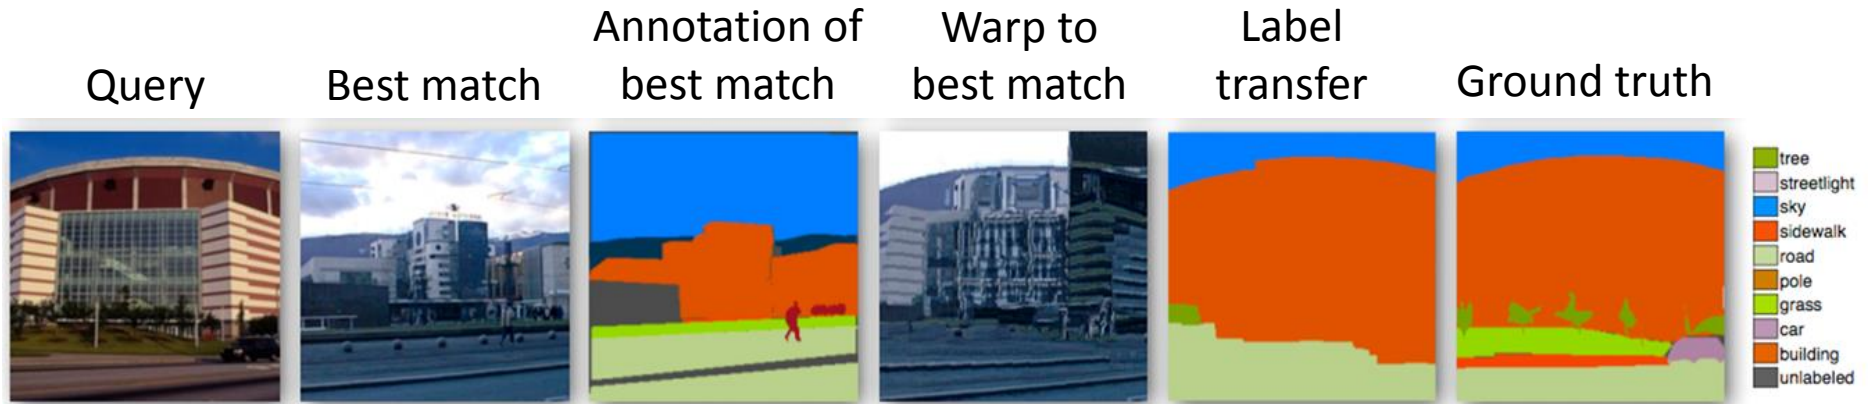 Query
Best match
Annotation of
best match
Warp to
best match
Label
transfer
Ground truth
tree
streetlight
sky
sidewalk
road
pole
grass
car
building
unlabeled